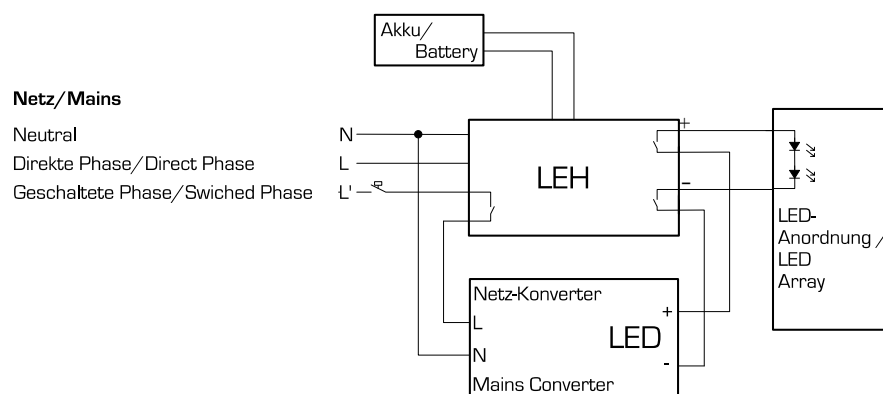 Akku/
Battery
Netz/Mains
Neutral N
Direkte Phase/Direct Phase L
Geschaltete Phase/Swiched Phase L'
LEH
+
-
LED-
Anordnung /
LED
Array
Netz-Konverter
+
L
LED
N
-
Mains Converter